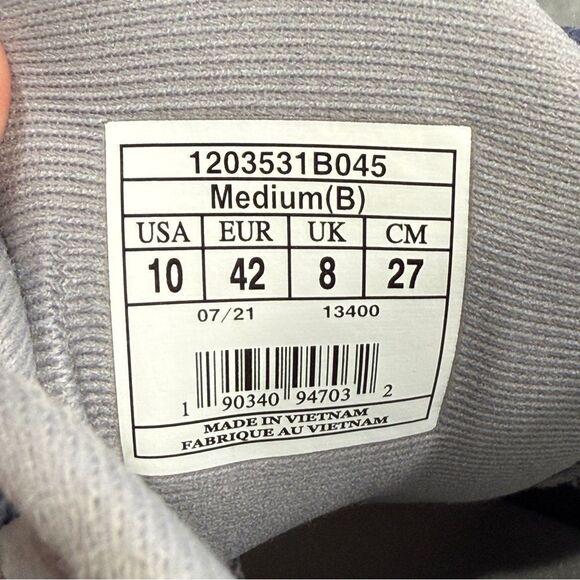 1203531B045
Medium(B)
USA EUR UK CM
10 42 8 27
07/21 13400
1 90340 94703 2
MADE IN VIETNAM
FABRIQUE AU VIETNAM